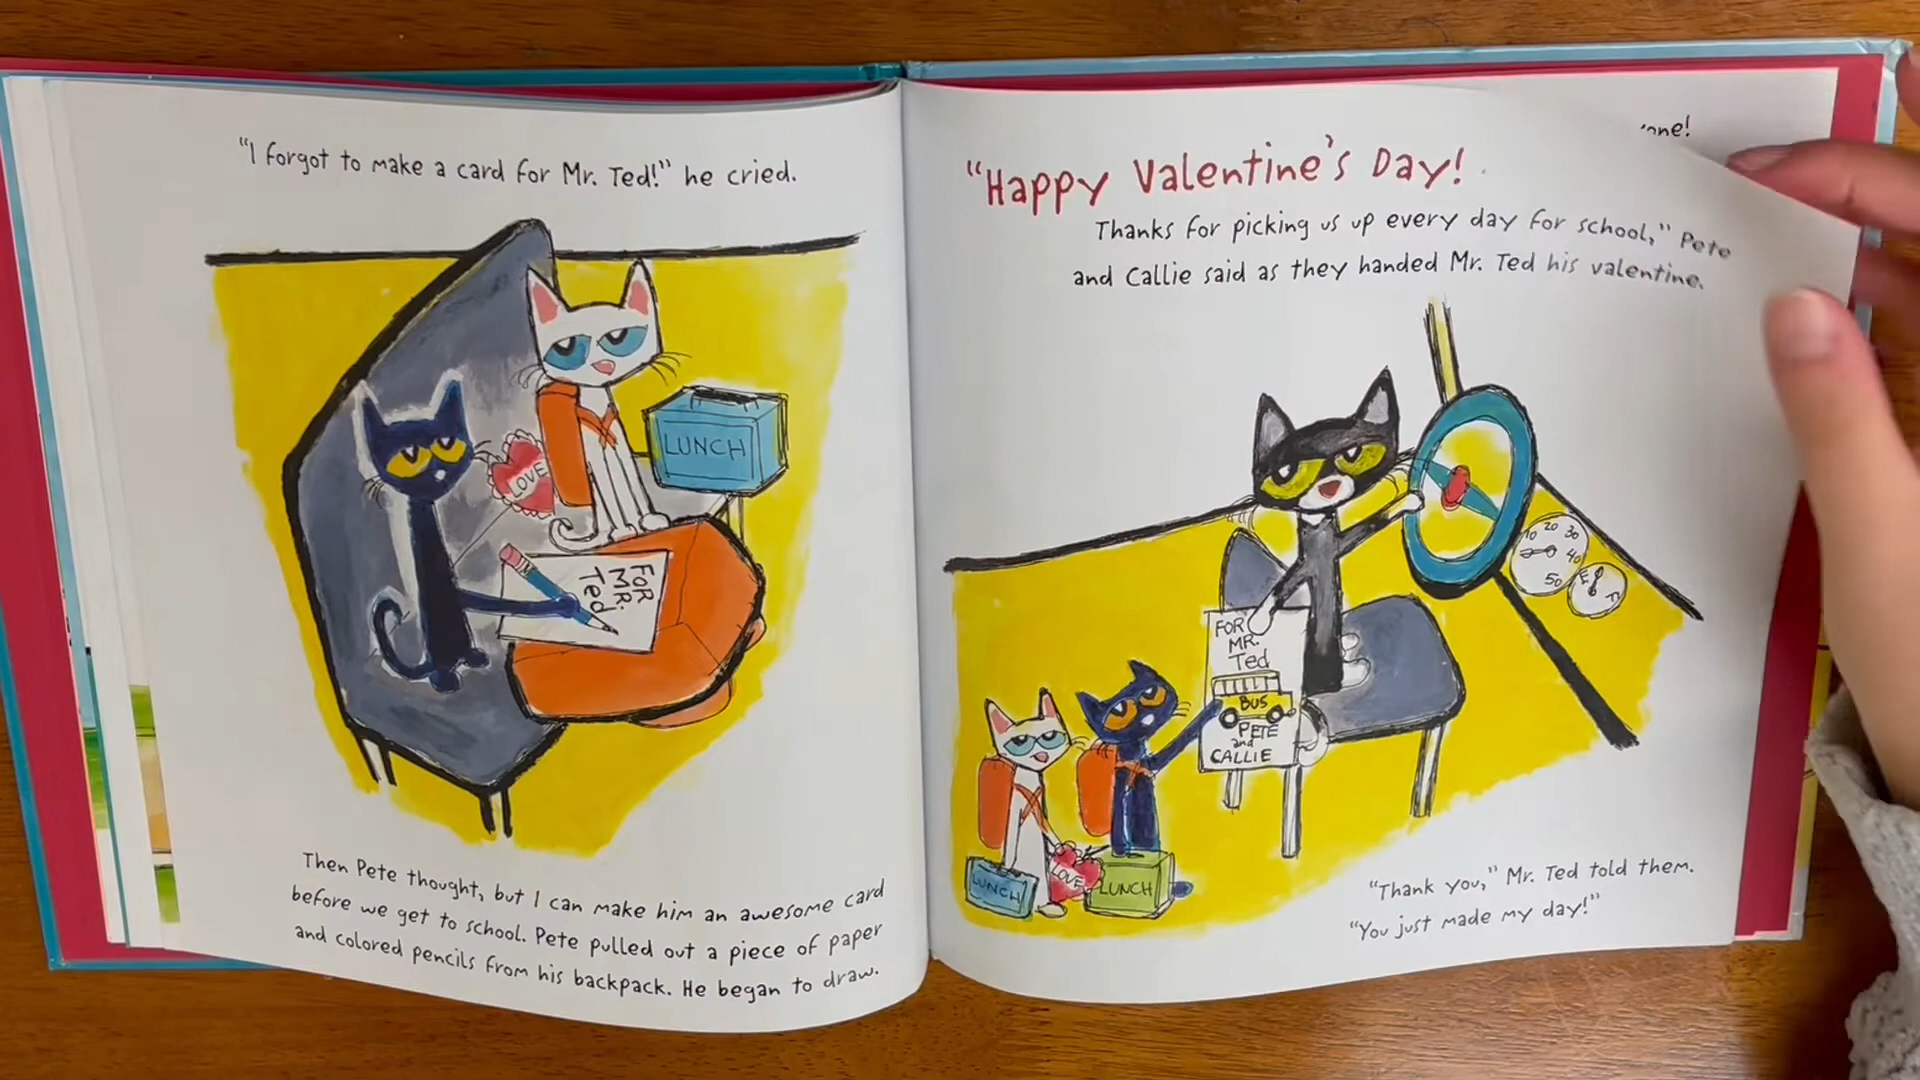 "I forgot to make a card for Mr. Ted!" he cried.
LOVE
LUNCH
FOR
MR.
Ted
Then Pete thought, but I can make him an awesome card
before we get to school. Pete pulled out a piece of paper
and colored pencils from his backpack. He began to draw.
"Happy Valentine's Day!
Thanks for picking us up every day for school," Pete
and Callie said as they handed Mr. Ted his valentine.
10 20 30
40
50
E
FOR
MR.
Ted
BUS
PETE
and
CALLIE
LUNCH
LOVE
LUNCH
"Thank you," Mr. Ted told them.
"You just made my day!"